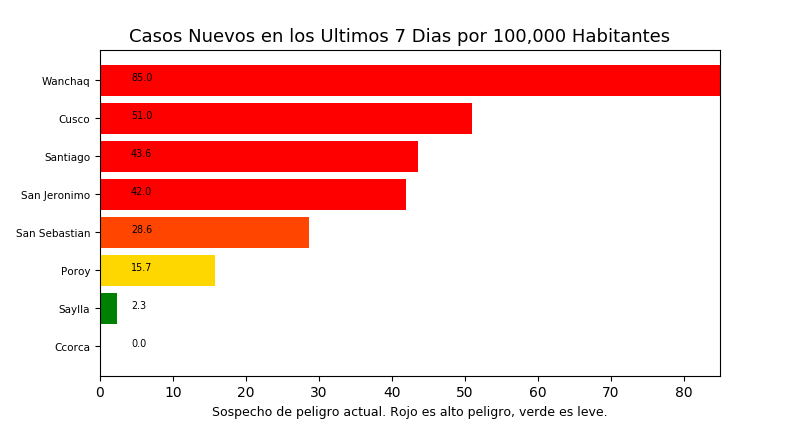 Casos Nuevos en los Ultimos 7 Dias por 100,000 Habitantes
Wanchaq 85.0
Cusco 51.0
Santiago 43.6
San Jeronimo 42.0
San Sebastian 28.6
Poroy 15.7
Saylla 2.3
Ccorca 0.0
0 10 20 30 40 50 60 70 80
Sospecho de peligro actual. Rojo es alto peligro, verde es leve.